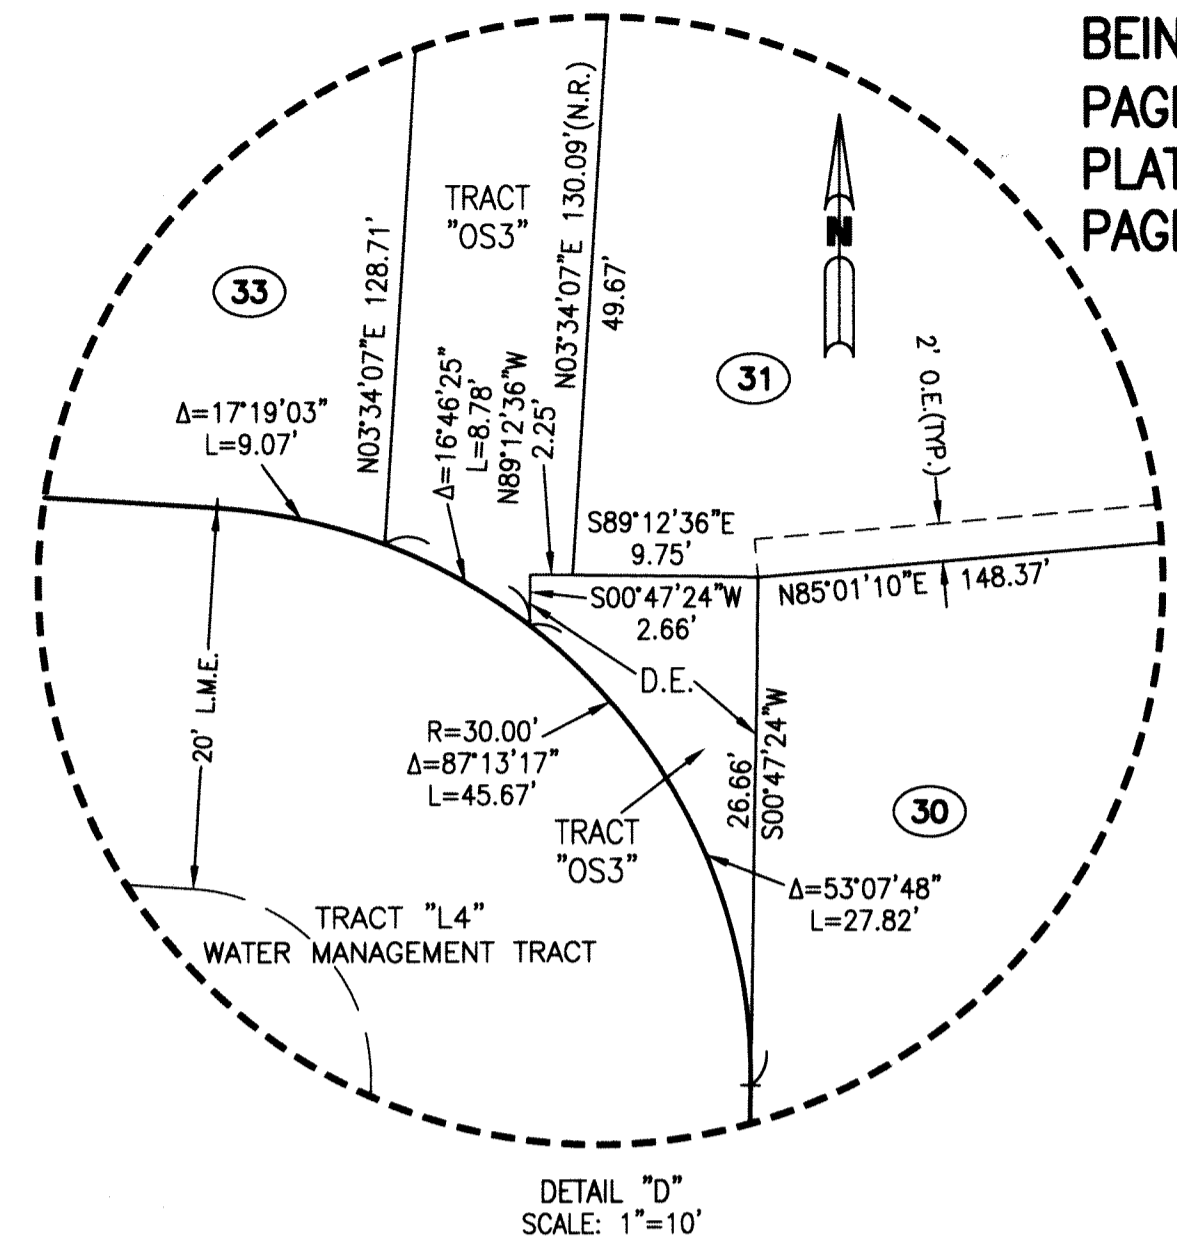 BEIN
PAGE
PLAT
PAGE
TRACT
"OS3"
N03°34'07"E 128.71'
N03°34'07"E 130.09'(N.R.)
49.67'
N
33
31
2' O.E.(TYP.)
Δ=17°19'03"
L=9.07'
Δ=16°46'25"
L=8.78'
N89°12'36"W
2.25'
S89°12'36"E
9.75'
S00°47'24"W
2.66'
N85°01'10"E 148.37'
20' L.M.E.
D.E.
R=30.00'
Δ=87°13'17"
L=45.67'
26.66'
S00°47'24"W
30
TRACT
"OS3"
Δ=53°07'48"
L=27.82'
TRACT "L4"
WATER MANAGEMENT TRACT
DETAIL "D"
SCALE: 1"=10'